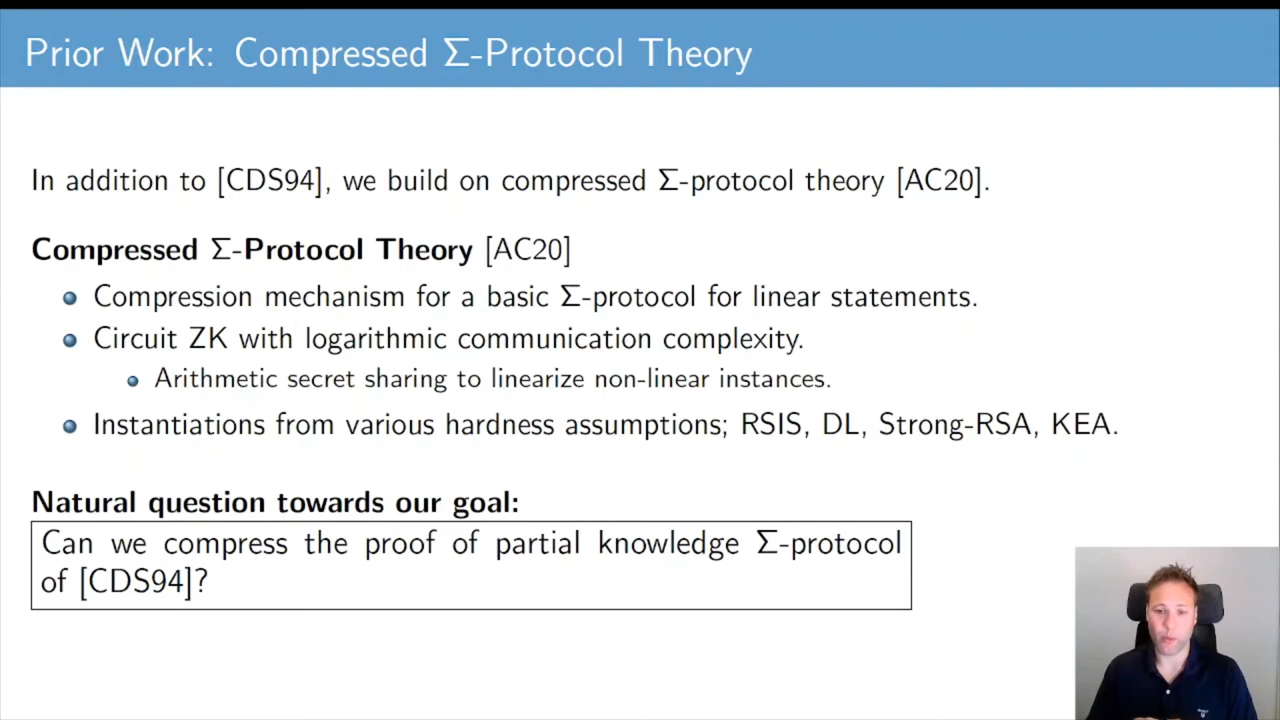 Prior Work: Compressed Σ-Protocol Theory
In addition to [CDS94], we build on compressed Σ-protocol theory [AC20].
Compressed Σ-Protocol Theory [AC20]
Compression mechanism for a basic Σ-protocol for linear statements.
Circuit ZK with logarithmic communication complexity.
Arithmetic secret sharing to linearize non-linear instances.
Instantiations from various hardness assumptions; RSIS, DL, Strong-RSA, KEA.
Natural question towards our goal:
Can we compress the proof of partial knowledge Σ-protocol
of [CDS94]?